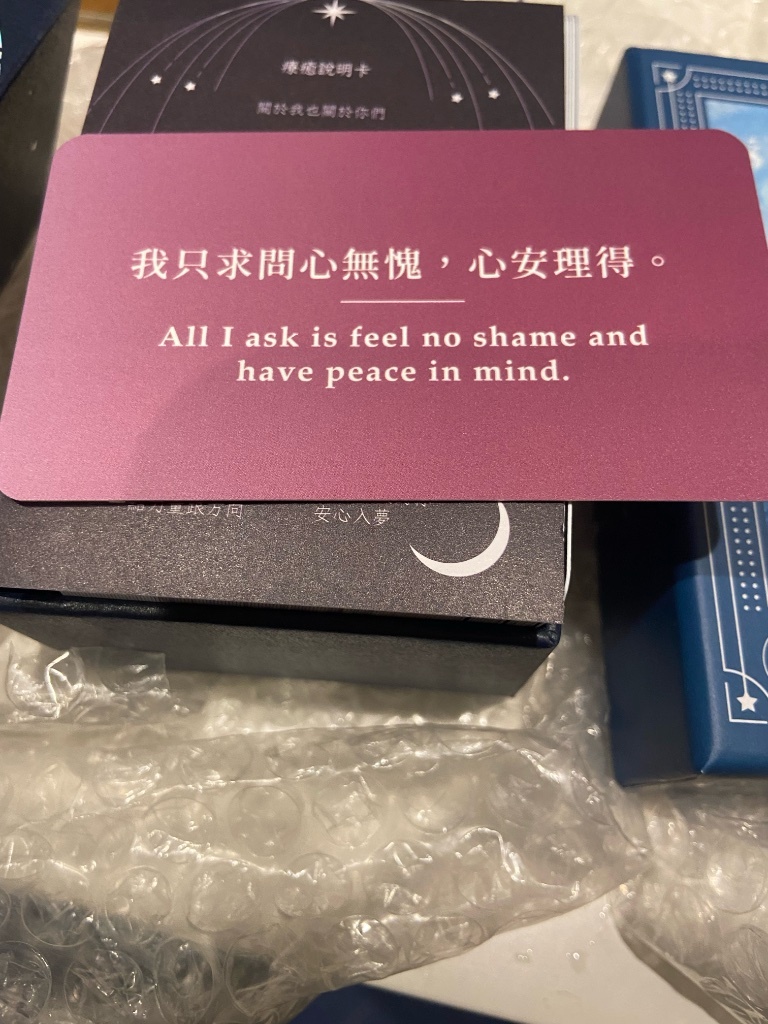 療癒說明卡
關於我也關於你們
我只求問心無愧，心安理得。
All I ask is feel no shame and
have peace in mind.
安心入夢